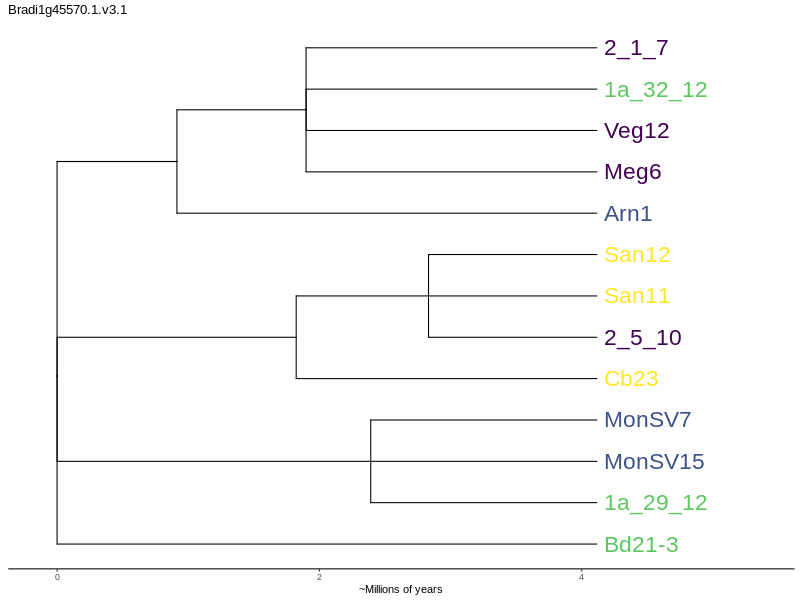 Bradi1g45570.1.v3.1
2_1_7
1a_32_12
Veg12
Meg6
Arn1
San12
San11
2_5_10
Cb23
MonSV7
MonSV15
1a_29_12
Bd21-3
0 2 4
~Millions of years